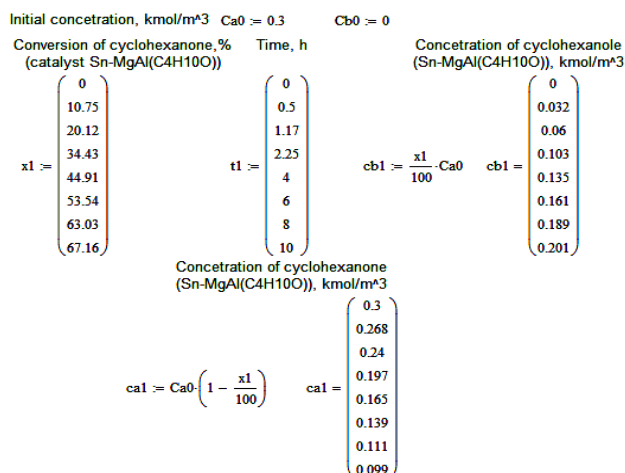 Initial concetration, kmol/m^3 Ca0 := 0.3 Cb0 := 0
Conversion of cyclohexanone,% Time, h Concetration of cyclohexanole
(catalyst Sn-MgAl(C4H10O)) (Sn-MgAl(C4H10O)), kmol/m^3
0 0 0
10.75 0.5 0.032
20.12 1.17 0.06
34.43 2.25 0.103
x1 := t1 := cb1 := x1/100 · Ca0 cb1 =
44.91 4 0.135
53.54 6 0.161
63.03 8 0.189
67.16 10 0.201
Concetration of cyclohexanone
(Sn-MgAl(C4H10O)), kmol/m^3
0.3
0.268
0.24
0.197
ca1 := Ca0·(1 − x1/100) ca1 =
0.165
0.139
0.111
0.099